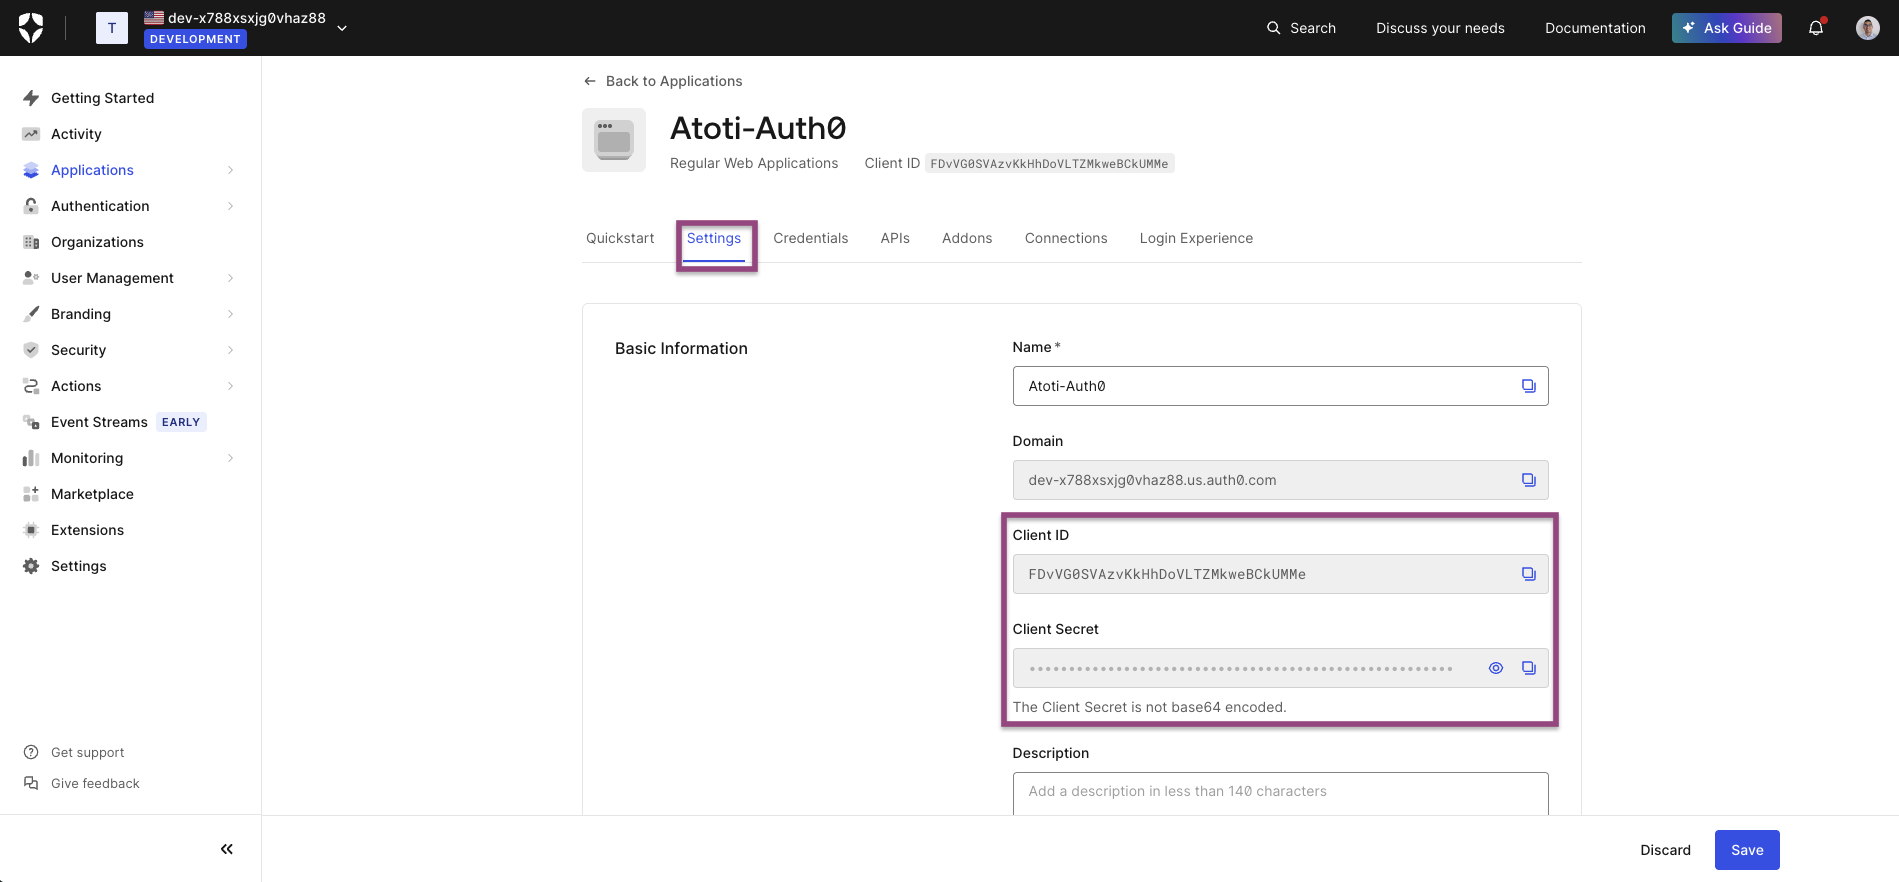 T
dev-x788xsxjg0vhaz88
DEVELOPMENT
Search
Discuss your needs
Documentation
Ask Guide
Getting Started
Activity
Applications
Authentication
Organizations
User Management
Branding
Security
Actions
Event Streams EARLY
Monitoring
Marketplace
Extensions
Settings
Get support
Give feedback
Back to Applications
Atoti-Auth0
Regular Web Applications Client ID FDvVG0SVAzvKkHhDoVLTZMkweBCkUMMe
Quickstart Settings Credentials APIs Addons Connections Login Experience
Basic Information
Name *
Atoti-Auth0
Domain
dev-x788xsxjg0vhaz88.us.auth0.com
Client ID
FDvVG0SVAzvKkHhDoVLTZMkweBCkUMMe
Client Secret
The Client Secret is not base64 encoded.
Description
Add a description in less than 140 characters
Discard
Save